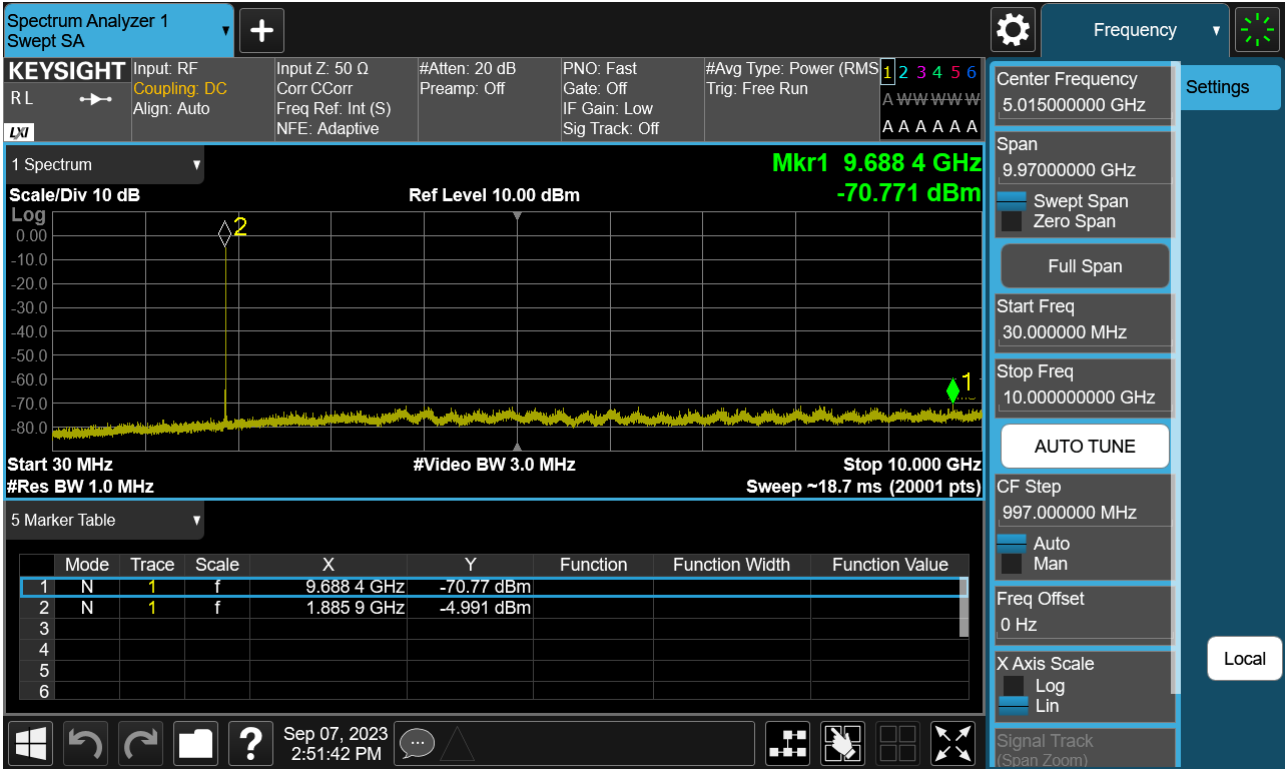 Spectrum Analyzer 1
Swept SA
+
Frequency
KEYSIGHT
R L
LXI
Input: RF
Coupling: DC
Align: Auto
Input Z: 50 Ω
Corr CCorr
Freq Ref: Int (S)
NFE: Adaptive
#Atten: 20 dB
Preamp: Off
PNO: Fast
Gate: Off
IF Gain: Low
Sig Track: Off
#Avg Type: Power (RMS
Trig: Free Run
1 2 3 4 5 6
A W W W W W
A A A A A A
1 Spectrum
Mkr1 9.688 4 GHz
-70.771 dBm
Scale/Div 10 dB
Ref Level 10.00 dBm
Log
0.00
-10.0
-20.0
-30.0
-40.0
-50.0
-60.0
-70.0
-80.0
2
1
Start 30 MHz
#Video BW 3.0 MHz
Stop 10.000 GHz
#Res BW 1.0 MHz
Sweep ~18.7 ms (20001 pts)
5 Marker Table
Mode Trace Scale X Y Function Function Width Function Value
1 N 1 f 9.688 4 GHz -70.77 dBm
2 N 1 f 1.885 9 GHz -4.991 dBm
3
4
5
6
Sep 07, 2023
2:51:42 PM
?
Center Frequency
5.015000000 GHz
Span
9.97000000 GHz
Swept Span
Zero Span
Full Span
Start Freq
30.000000 MHz
Stop Freq
10.000000000 GHz
AUTO TUNE
CF Step
997.000000 MHz
Auto
Man
Freq Offset
0 Hz
X Axis Scale
Log
Lin
Signal Track
(Span Zoom)
Settings
Local